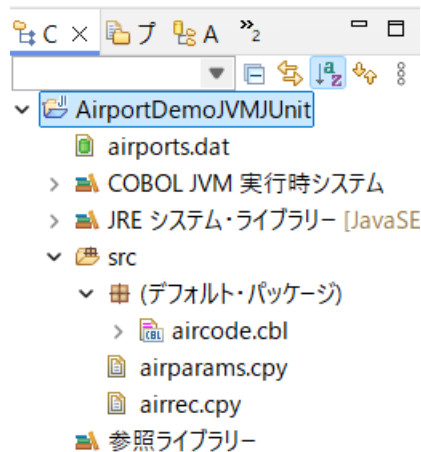 C プ A »2
AirportDemoJVMJUnit
airports.dat
COBOL JVM 実行時システム
JRE システム・ライブラリー [JavaSE
src
(デフォルト・パッケージ)
aircode.cbl
airparams.cpy
airrec.cpy
参照ライブラリー